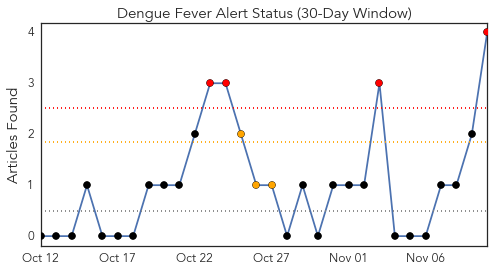 Dengue Fever Alert Status (30-Day Window)
Articles Found
4
3
2
1
0
Oct 12 Oct 17 Oct 22 Oct 27 Nov 01 Nov 06